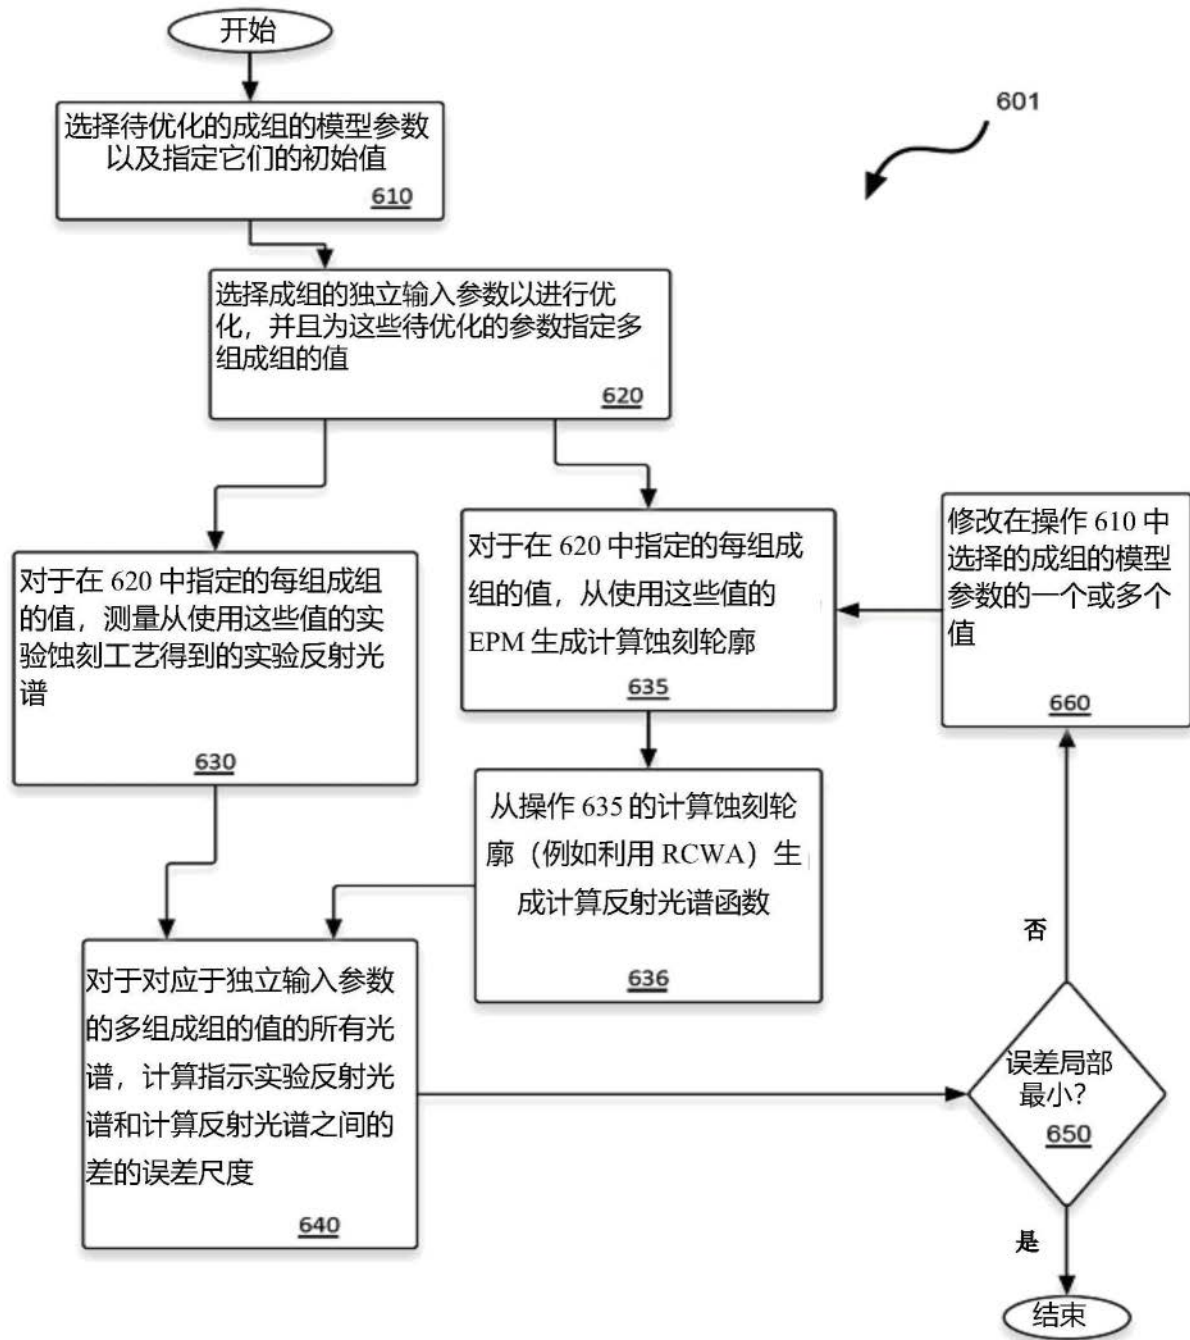 开始
601
选择待优化的成组的模型参数
以及指定它们的初始值
610
选择成组的独立输入参数以进行优
化，并且为这些待优化的参数指定多
组成组的值
620
对于在 620 中指定的每组成组
的值，测量从使用这些值的实
验蚀刻工艺得到的实验反射光
谱
630
对于在 620 中指定的每组成
组的值，从使用这些值的
EPM 生成计算蚀刻轮廓
635
修改在操作 610 中
选择的成组的模型
参数的一个或多个
值
660
从操作 635 的计算蚀刻轮
廓（例如利用 RCWA）生
成计算反射光谱函数
636
对于对应于独立输入参数
的多组成组的值的所有光
谱，计算指示实验反射光
谱和计算反射光谱之间的
差的误差尺度
640
否
误差局部
最小？
650
是
结束